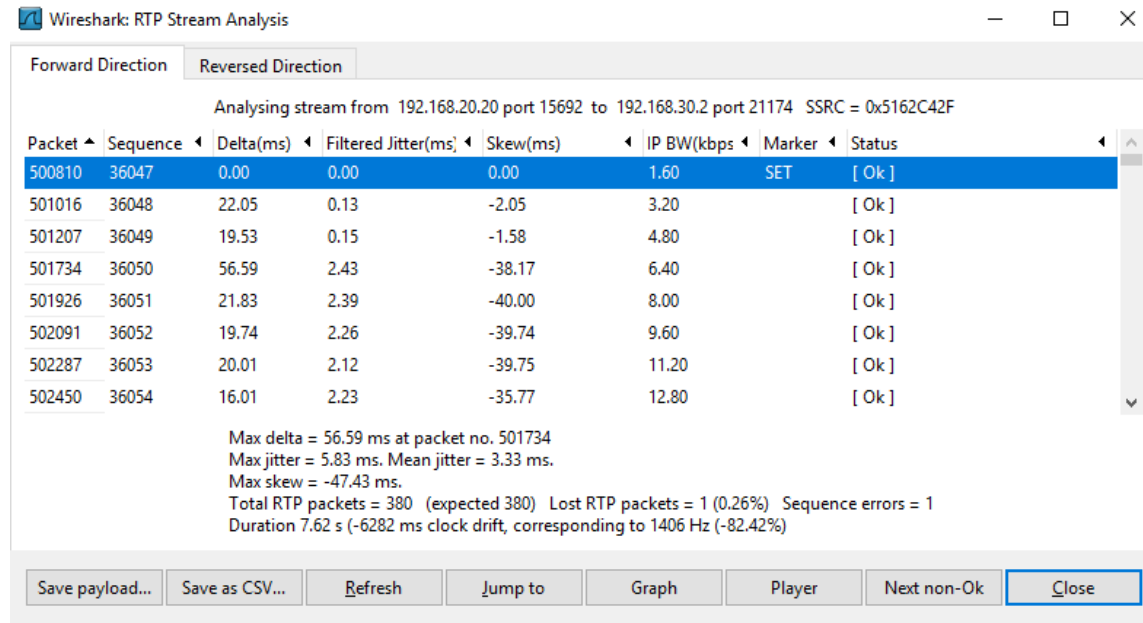 Wireshark: RTP Stream Analysis
Forward Direction Reversed Direction
Analysing stream from 192.168.20.20 port 15692 to 192.168.30.2 port 21174 SSRC = 0x5162C42F
Packet Sequence Delta(ms) Filtered Jitter(ms) Skew(ms) IP BW(kbps Marker Status
500810 36047 0.00 0.00 0.00 1.60 SET [ Ok ]
501016 36048 22.05 0.13 -2.05 3.20 [ Ok ]
501207 36049 19.53 0.15 -1.58 4.80 [ Ok ]
501734 36050 56.59 2.43 -38.17 6.40 [ Ok ]
501926 36051 21.83 2.39 -40.00 8.00 [ Ok ]
502091 36052 19.74 2.26 -39.74 9.60 [ Ok ]
502287 36053 20.01 2.12 -39.75 11.20 [ Ok ]
502450 36054 16.01 2.23 -35.77 12.80 [ Ok ]
Max delta = 56.59 ms at packet no. 501734
Max jitter = 5.83 ms. Mean jitter = 3.33 ms.
Max skew = -47.43 ms.
Total RTP packets = 380 (expected 380) Lost RTP packets = 1 (0.26%) Sequence errors = 1
Duration 7.62 s (-6282 ms clock drift, corresponding to 1406 Hz (-82.42%)
Save payload... Save as CSV... Refresh Jump to Graph Player Next non-Ok Close